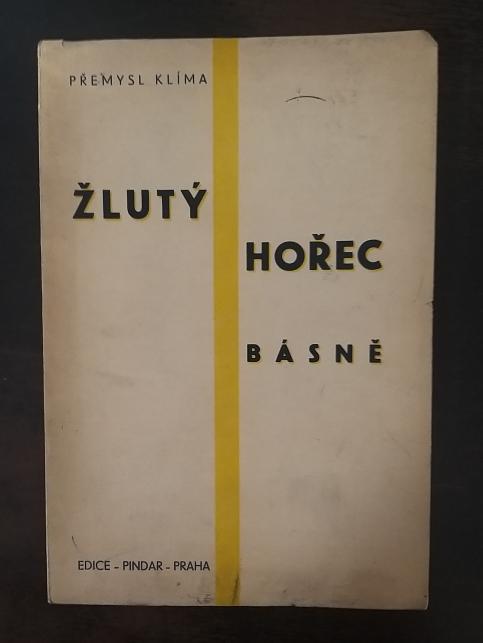 PŘEMYSL KLÍMA
ŽLUTÝ
HOŘEC
BÁSNĚ
EDICE - PINDAR - PRAHA